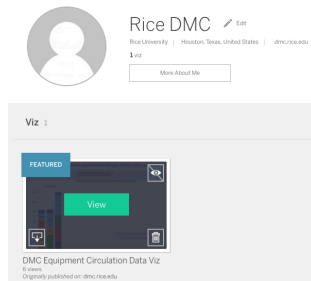 Rice DMC Edit
Rice University | Houston, Texas, United States | dmc.rice.edu
1 viz
More About Me
Viz 1
FEATURED
View
DMC Equipment Circulation Data Viz
6 views
Originally published on: dmc.rice.edu